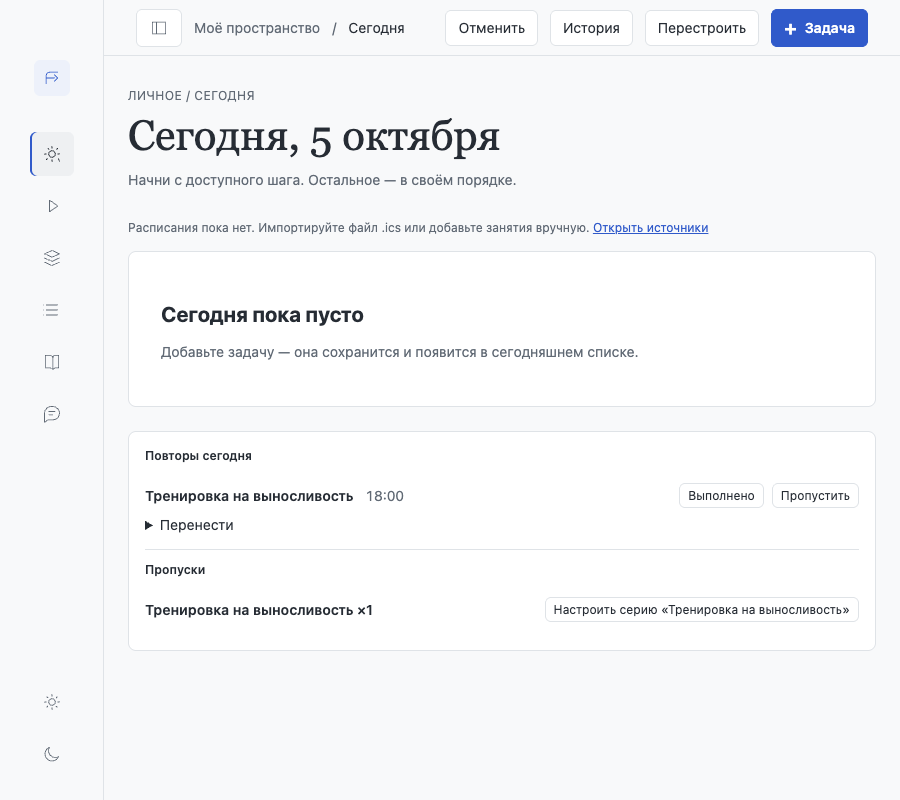 Моё пространство / Сегодня
Отменить
История
Перестроить
+ Задача
ЛИЧНОЕ / СЕГОДНЯ
Сегодня, 5 октября
Начни с доступного шага. Остальное — в своём порядке.
Расписания пока нет. Импортируйте файл .ics или добавьте занятия вручную. Открыть источники
Сегодня пока пусто
Добавьте задачу — она сохранится и появится в сегодняшнем списке.
Повторы сегодня
Тренировка на выносливость 18:00
Выполнено
Пропустить
Перенести
Пропуски
Тренировка на выносливость ×1
Настроить серию «Тренировка на выносливость»